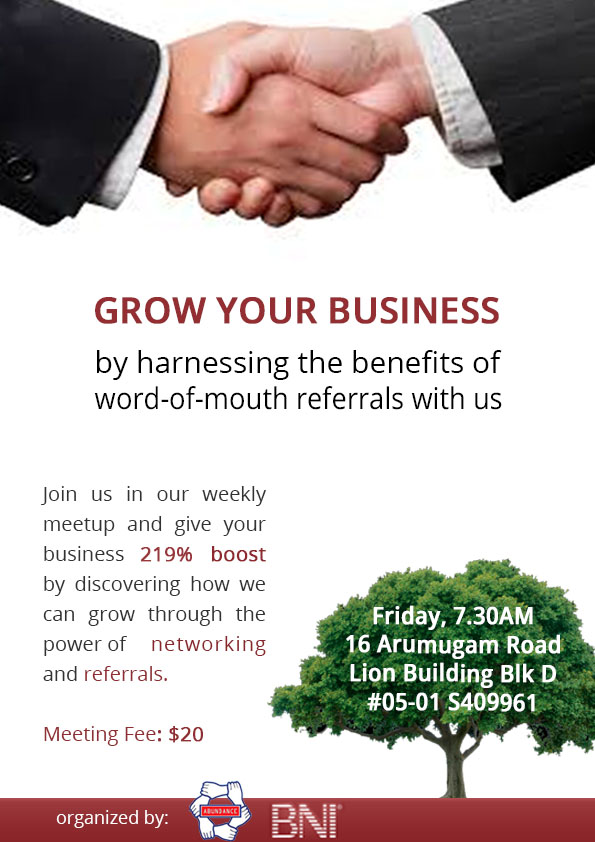 GROW YOUR BUSINESS
by harnessing the benefits of
word-of-mouth referrals with us
Join us in our weekly
meetup and give your
business 219% boost
by discovering how we
can grow through the
power of networking
and referrals.
Meeting Fee: $20
Friday, 7.30AM
16 Arumugam Road
Lion Building Blk D
#05-01 S409961
organized by:
ABUNDANCE
BNI®